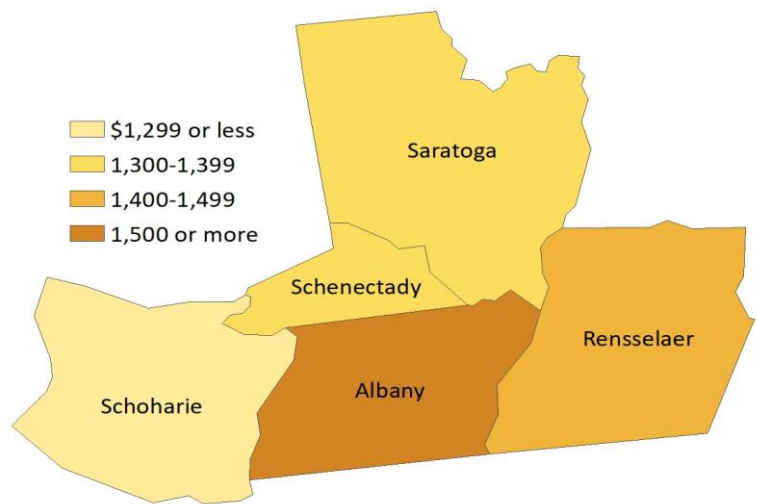 $1,299 or less
1,300-1,399
1,400-1,499
1,500 or more
Saratoga
Schenectady
Rensselaer
Albany
Schoharie